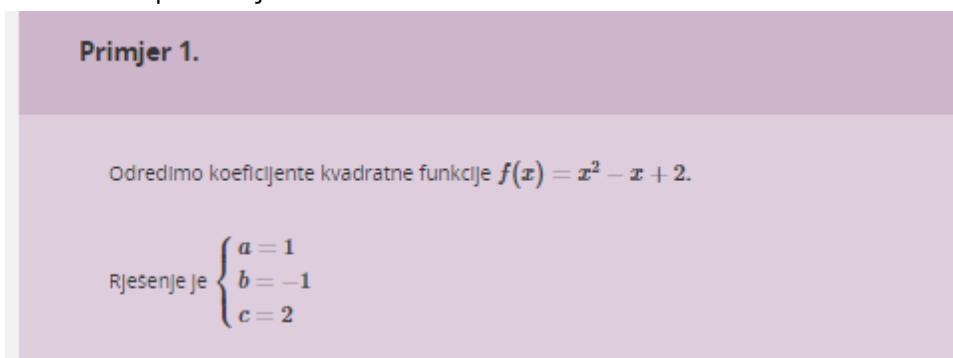 Primjer 1.
Odredimo koeficijente kvadratne funkcije f(x) = x² − x + 2.
Rješenje je { a = 1
b = −1
c = 2